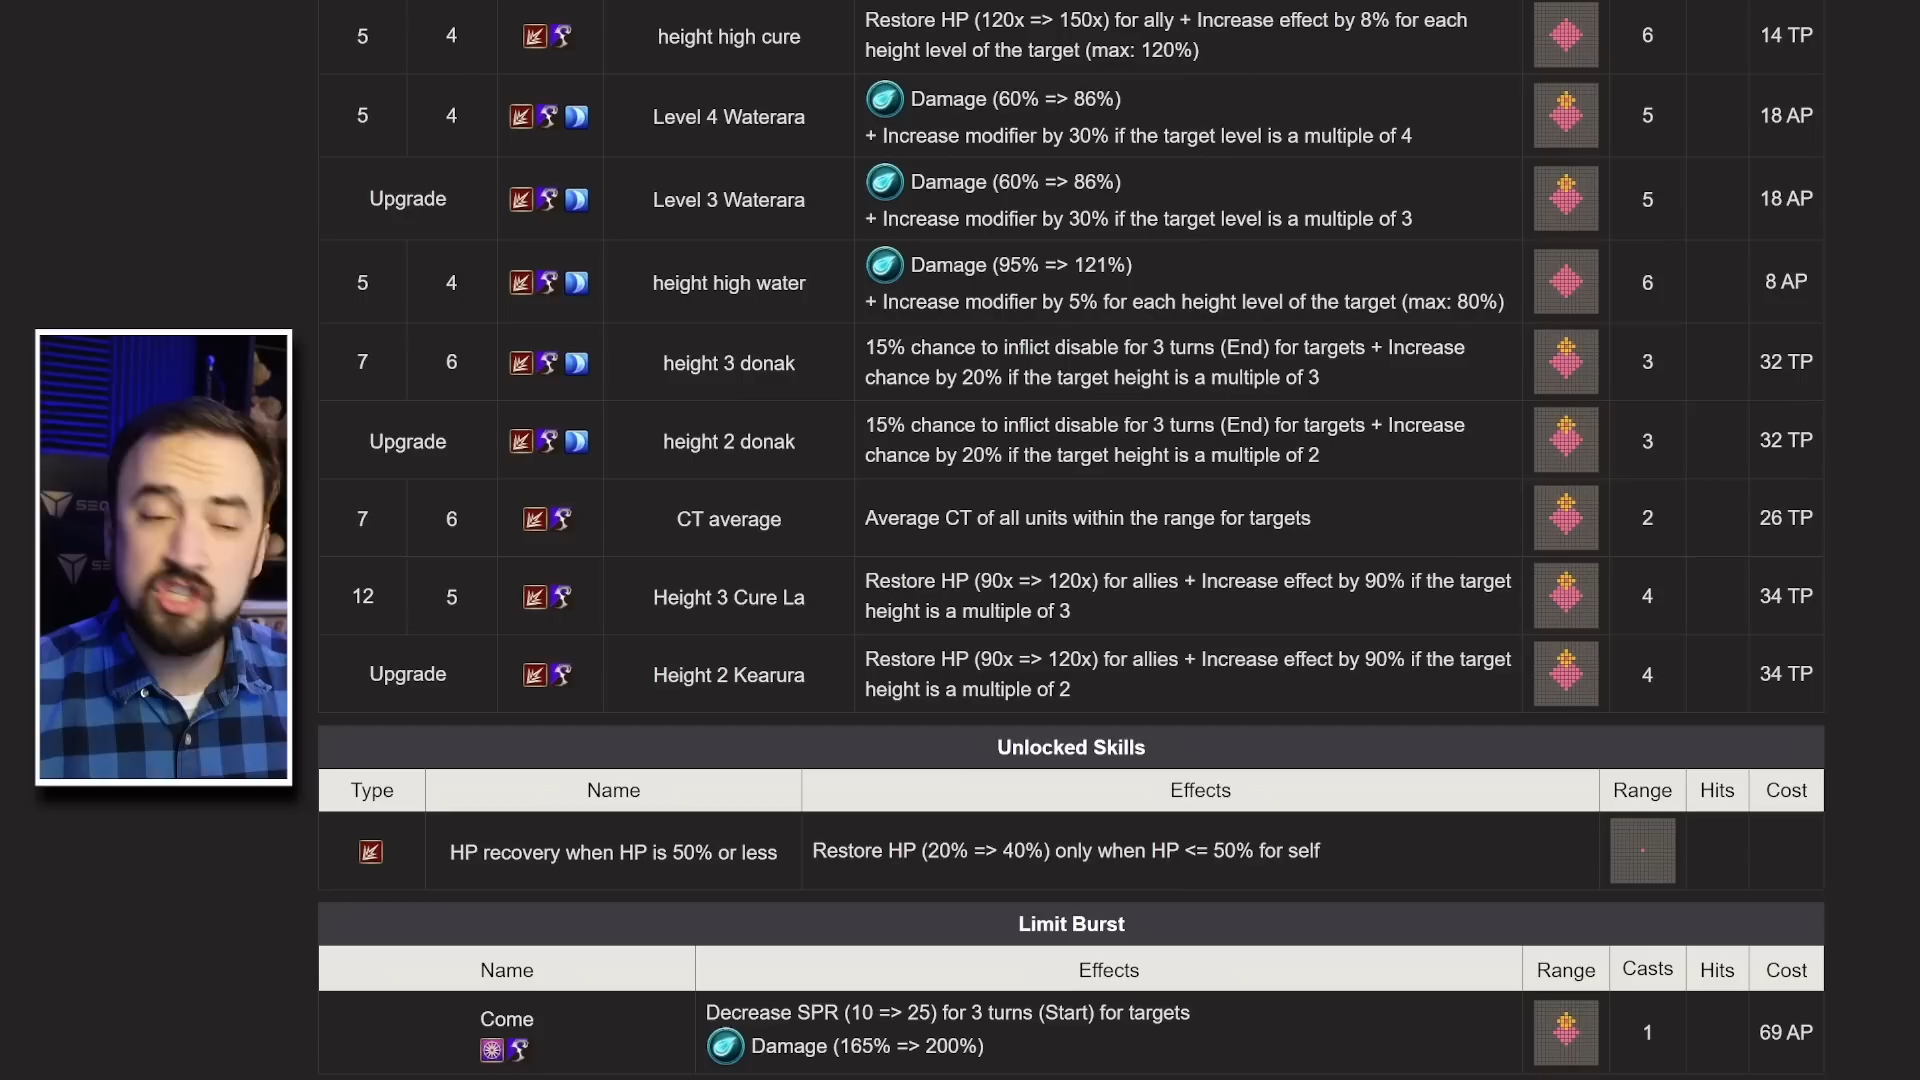 5 4 height high cure Restore HP (120x => 150x) for ally + Increase effect by 8% for each 6 14 TP
height level of the target (max: 120%)
5 4 Level 4 Waterara Damage (60% => 86%) 5 18 AP
+ Increase modifier by 30% if the target level is a multiple of 4
Upgrade Level 3 Waterara Damage (60% => 86%) 5 18 AP
+ Increase modifier by 30% if the target level is a multiple of 3
5 4 height high water Damage (95% => 121%) 6 8 AP
+ Increase modifier by 5% for each height level of the target (max: 80%)
7 6 height 3 donak 15% chance to inflict disable for 3 turns (End) for targets + Increase 3 32 TP
chance by 20% if the target height is a multiple of 3
Upgrade height 2 donak 15% chance to inflict disable for 3 turns (End) for targets + Increase 3 32 TP
chance by 20% if the target height is a multiple of 2
7 6 CT average Average CT of all units within the range for targets 2 26 TP
12 5 Height 3 Cure La Restore HP (90x => 120x) for allies + Increase effect by 90% if the target 4 34 TP
height is a multiple of 3
Upgrade Height 2 Kearura Restore HP (90x => 120x) for allies + Increase effect by 90% if the target 4 34 TP
height is a multiple of 2
Unlocked Skills
Type Name Effects Range Hits Cost
HP recovery when HP is 50% or less Restore HP (20% => 40%) only when HP <= 50% for self
Limit Burst
Name Effects Range Casts Hits Cost
Come Decrease SPR (10 => 25) for 3 turns (Start) for targets 1 69 AP
Damage (165% => 200%)